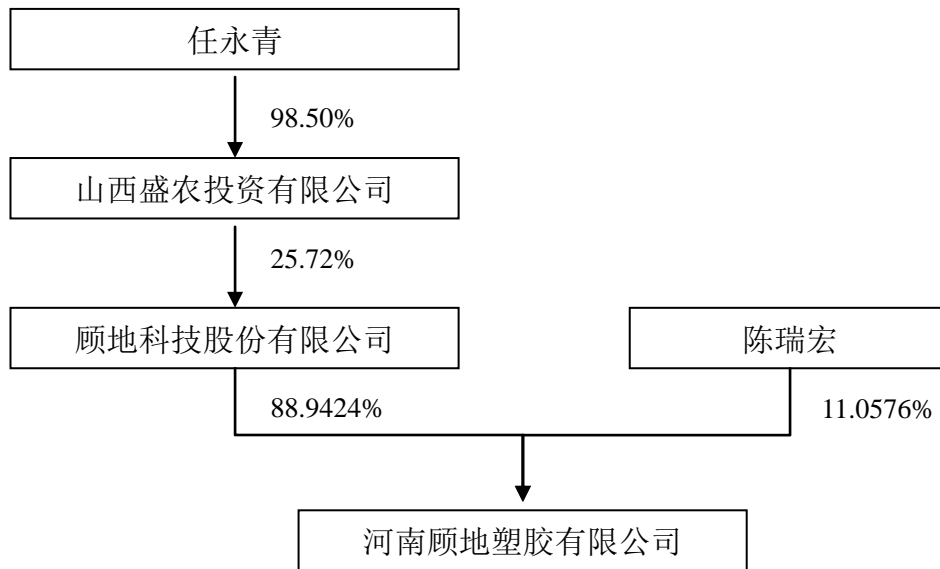 任永青
98.50%
山西盛农投资有限公司
25.72%
顾地科技股份有限公司
陈瑞宏
88.9424%
11.0576%
河南顾地塑胶有限公司